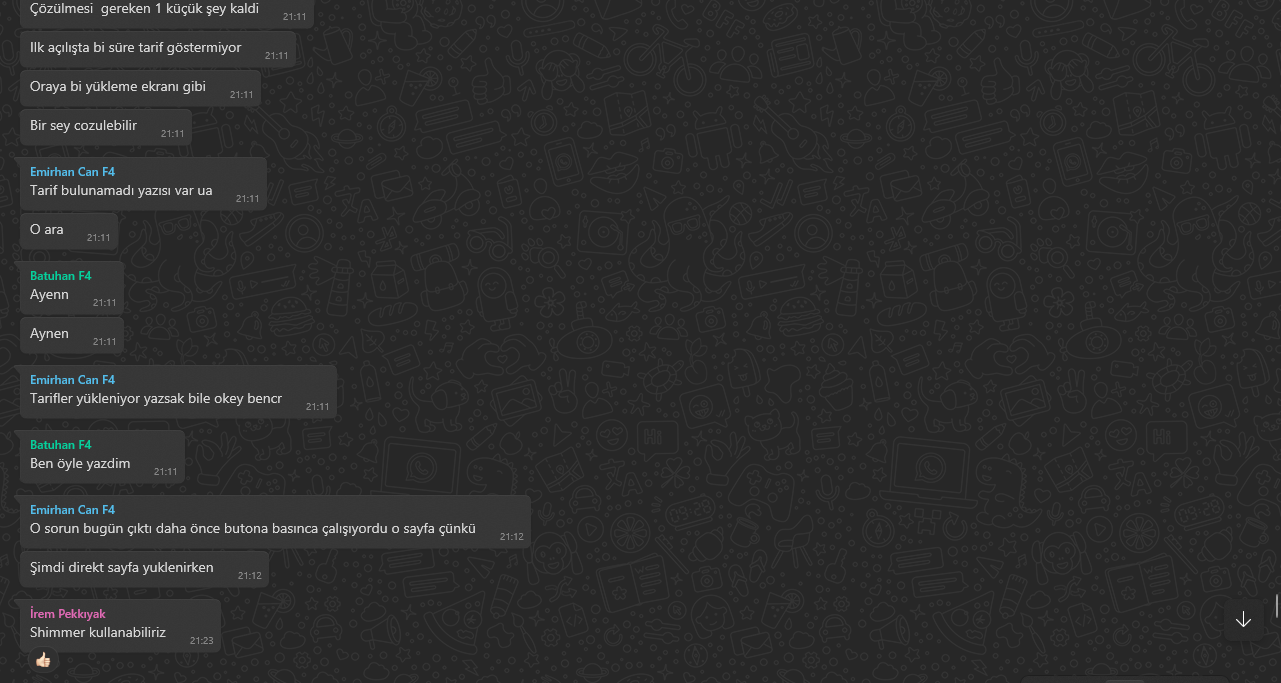 Çözülmesi  gereken 1 küçük şey kaldi
21:11
Ilk açılışta bi süre tarif göstermiyor
21:11
Oraya bi yükleme ekranı gibi
21:11
Bir sey cozulebilir
21:11
Emirhan Can F4
Tarif bulunamadı yazısı var ua
21:11
O ara
21:11
Batuhan F4
Ayenn
21:11
Aynen
21:11
Emirhan Can F4
Tarifler yükleniyor yazsak bile okey bencr
21:11
Batuhan F4
Ben öyle yazdim
21:11
Emirhan Can F4
O sorun bugün çıktı daha önce butona basınca çalışıyordu o sayfa çünkü
21:12
Şimdi direkt sayfa yuklenirken
21:12
İrem Pekkıyak
Shimmer kullanabiliriz
21:23